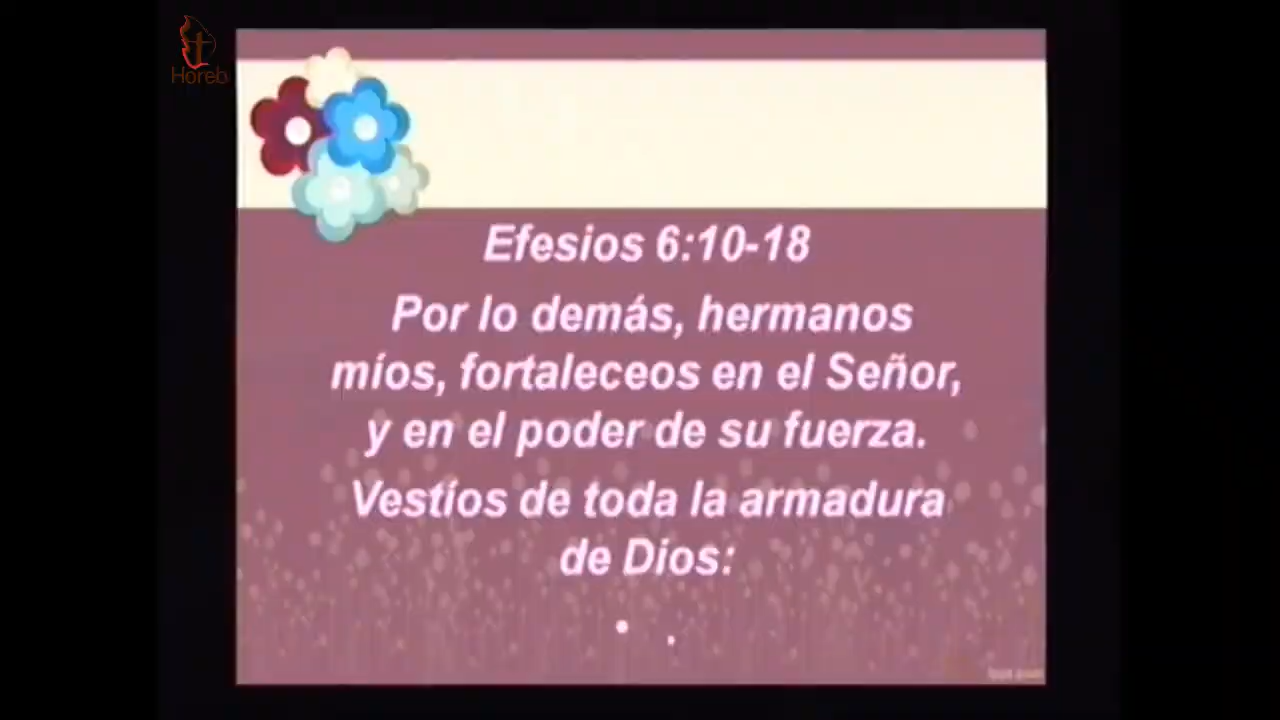 Horeb
Efesios 6:10-18
Por lo demás, hermanos
míos, fortaleceos en el Señor,
y en el poder de su fuerza.
Vestíos de toda la armadura
de Dios: